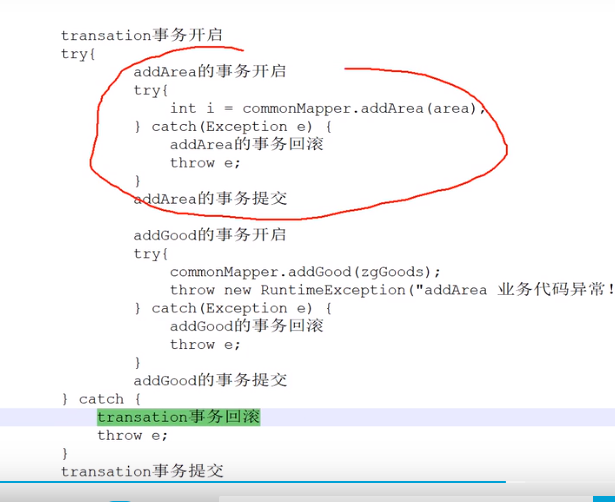 transation事务开启
try{
addArea的事务开启
try{
int i = commonMapper.addArea(area);
} catch(Exception e) {
addArea的事务回滚
throw e;
}
addArea的事务提交
addGood的事务开启
try{
commonMapper.addGood(zgGoods);
throw new RuntimeException("addArea 业务代码异常!
} catch(Exception e) {
addGood的事务回滚
throw e;
}
addGood的事务提交
} catch {
transation事务回滚
throw e;
}
transation事务提交